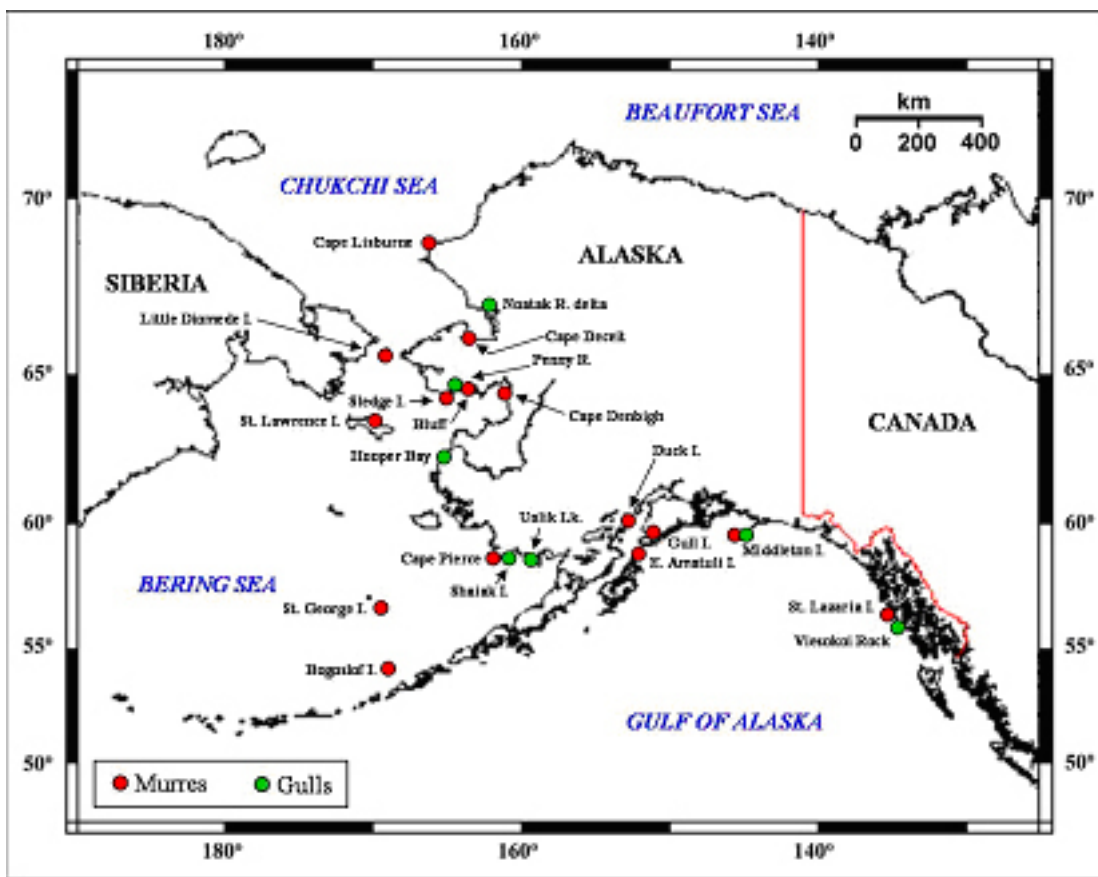 180°
160°
140°
BEAUFORT SEA
km
0 200 400
CHUKCHI SEA
70°
70°
Cape Lisburne
ALASKA
SIBERIA
Noatak R. delta
Little Diomede I.
Cape Deceit
Penny R.
65°
65°
Sledge I.
Bluff
Cape Denbigh
St. Lawrence I.
CANADA
Hooper Bay
Duck I.
60°
60°
Ualik Lk.
Gull I.
Middleton I.
Cape Pierce
E. Amatuli I.
Shaiak I.
BERING SEA
St. George I.
St. Lazaria I.
Viesokoi Rock
55°
55°
Bogoslof I.
GULF OF ALASKA
50°
50°
Murres
Gulls
180°
160°
140°